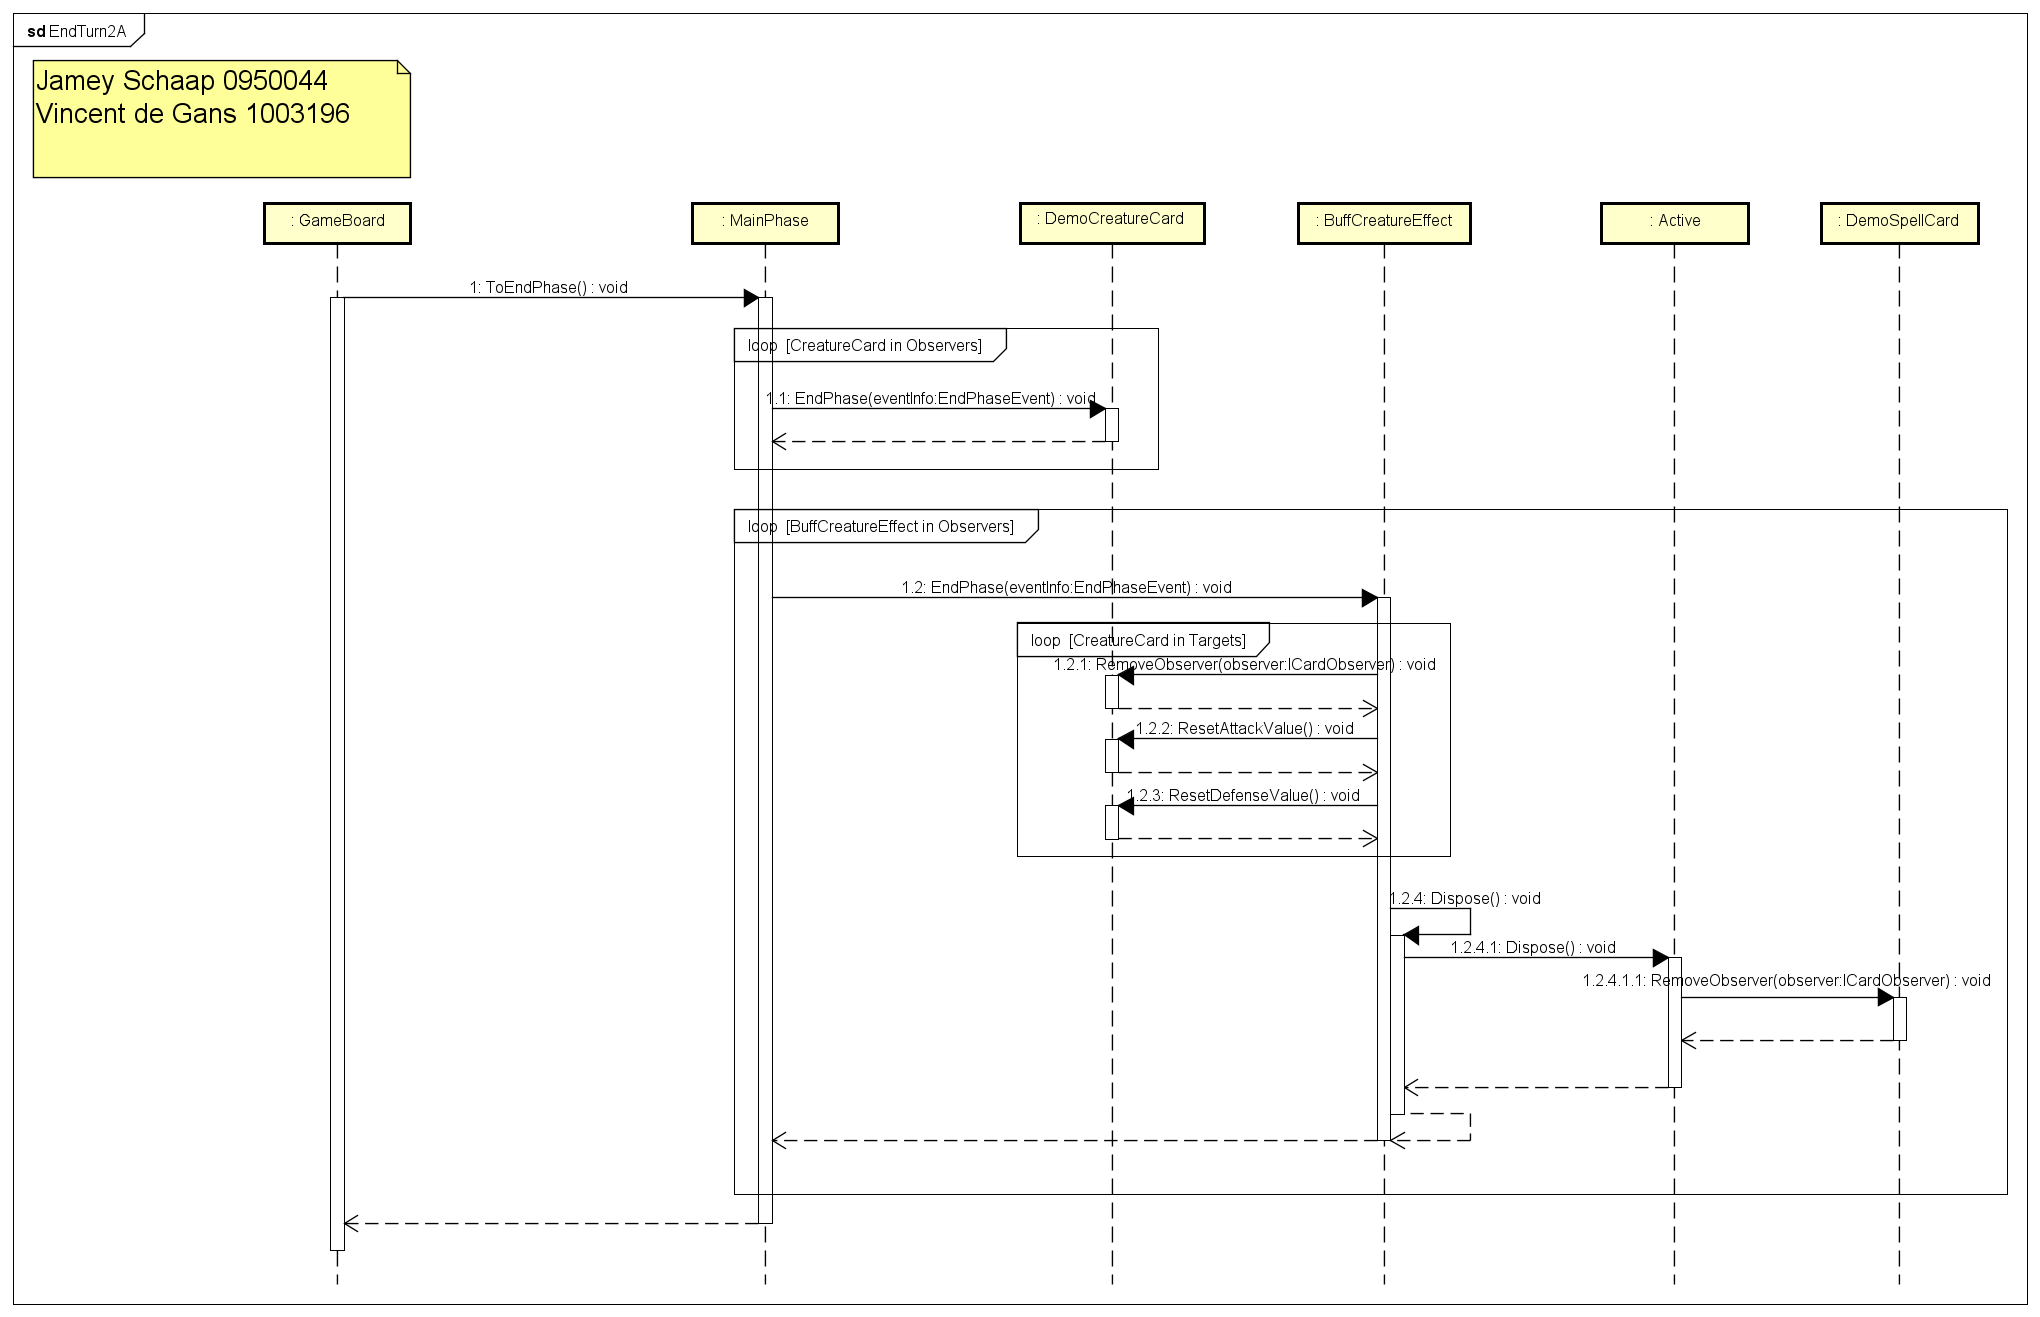 sd EndTurn2A
Jamey Schaap 0950044
Vincent de Gans 1003196
: GameBoard
: MainPhase
: DemoCreatureCard
: BuffCreatureEffect
: Active
: DemoSpellCard
1: ToEndPhase() : void
loop [CreatureCard in Observers]
1.1: EndPhase(eventInfo:EndPhaseEvent) : void
loop [BuffCreatureEffect in Observers]
1.2: EndPhase(eventInfo:EndPhaseEvent) : void
loop [CreatureCard in Targets]
1.2.1: RemoveObserver(observer:ICardObserver) : void
1.2.2: ResetAttackValue() : void
1.2.3: ResetDefenseValue() : void
1.2.4: Dispose() : void
1.2.4.1: Dispose() : void
1.2.4.1.1: RemoveObserver(observer:ICardObserver) : void